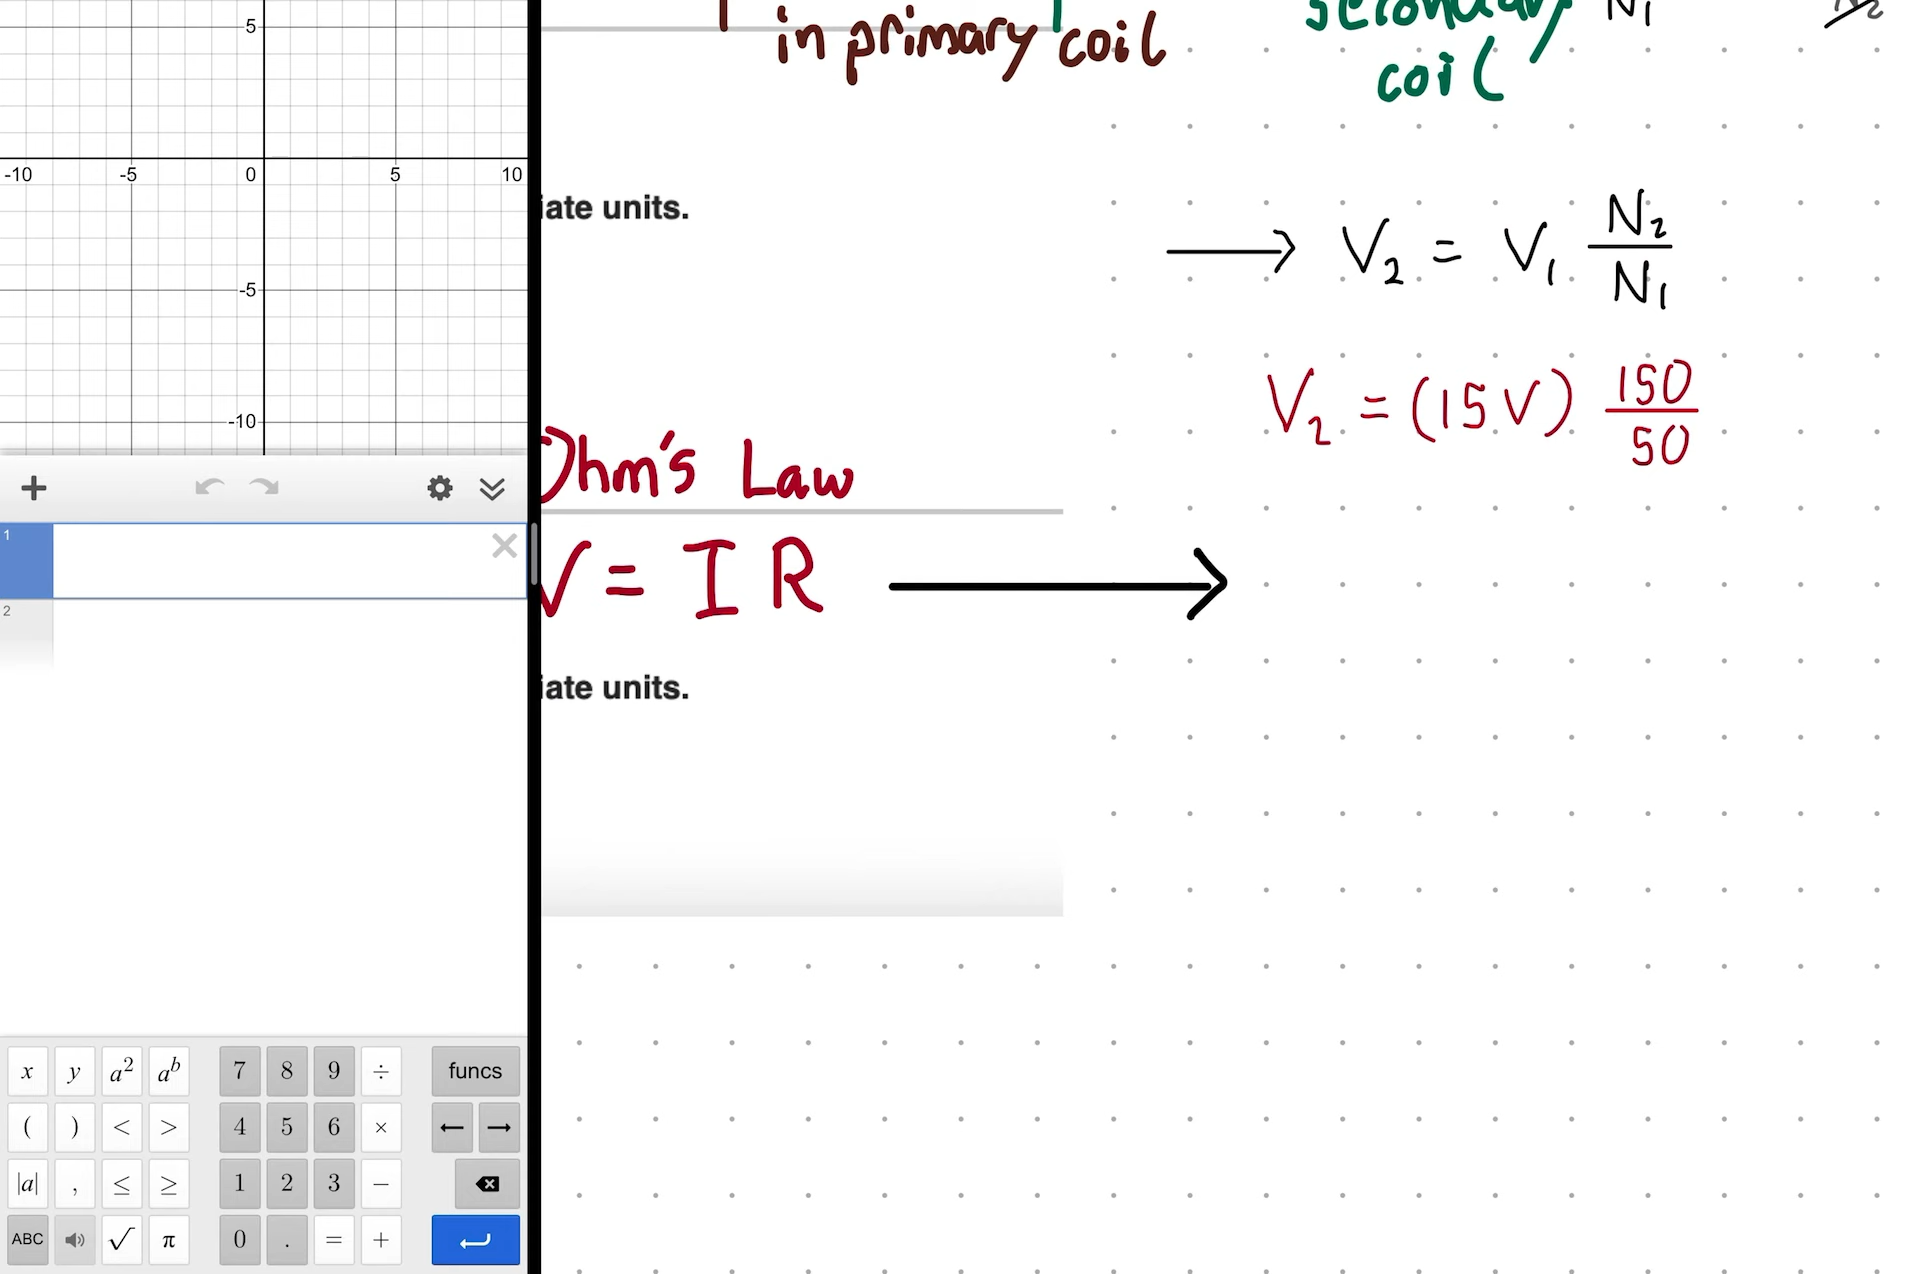 5
-10 -5 0 5 10
-5
-10
1
2
x y a² aᵇ 7 8 9 ÷ funcs
( ) < > 4 5 6 × ← →
|a| , ≤ ≥ 1 2 3 −
ABC √ π 0 . = +
in primary coil
secondary
coil
N₁
N₂
iate units.
→ V₂ = V₁ N₂/N₁
V₂ = (15V) 150/50
Ohm's Law
V = I R →
iate units.